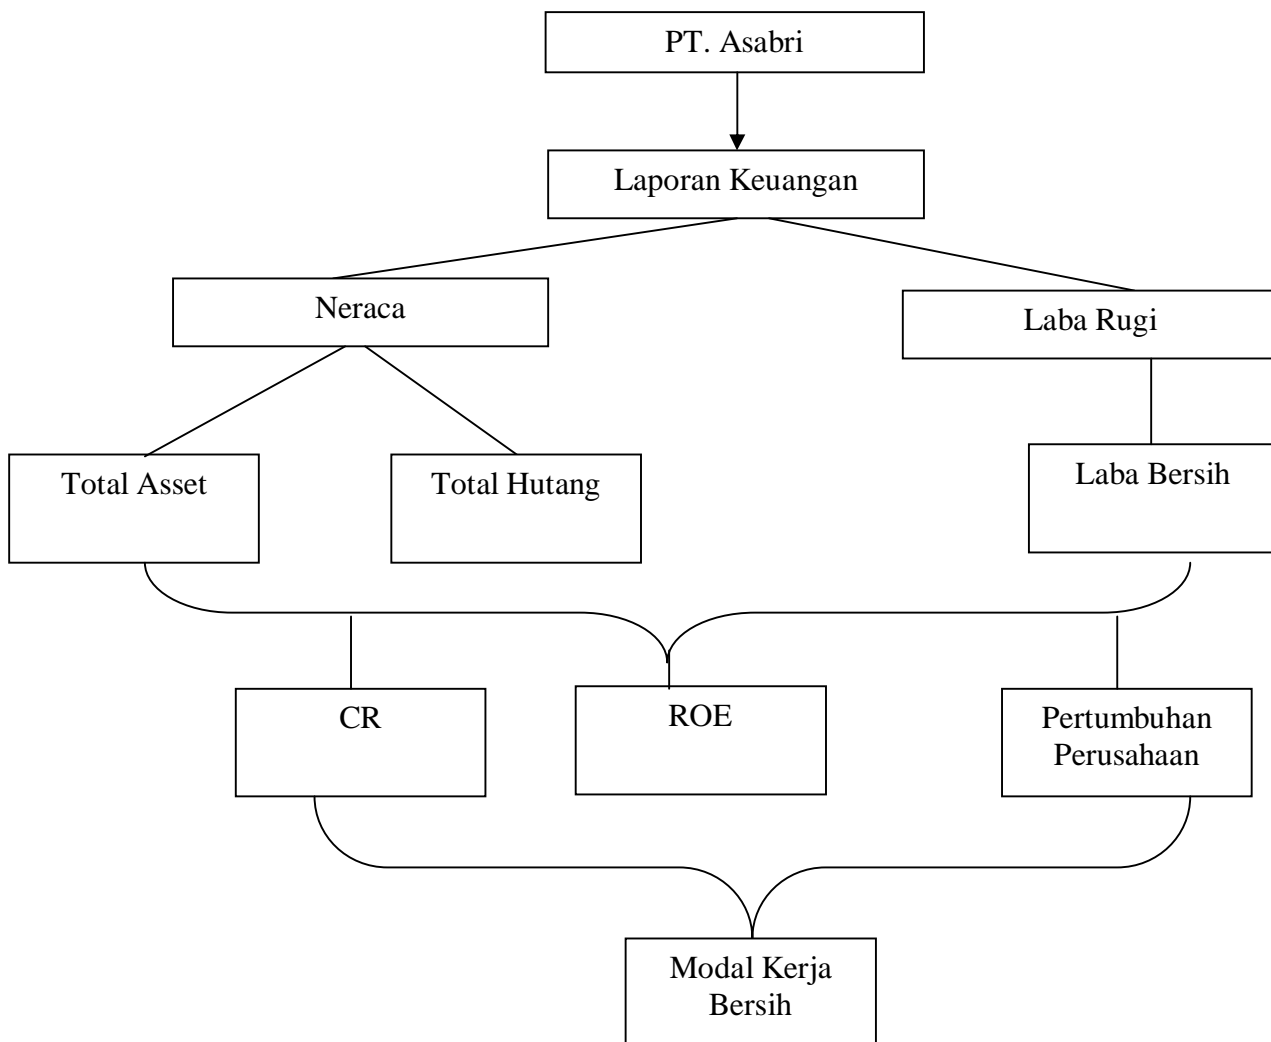 PT. Asabri
Laporan Keuangan
Neraca
Laba Rugi
Total Asset
Total Hutang
Laba Bersih
CR
ROE
Pertumbuhan
Perusahaan
Modal Kerja
Bersih